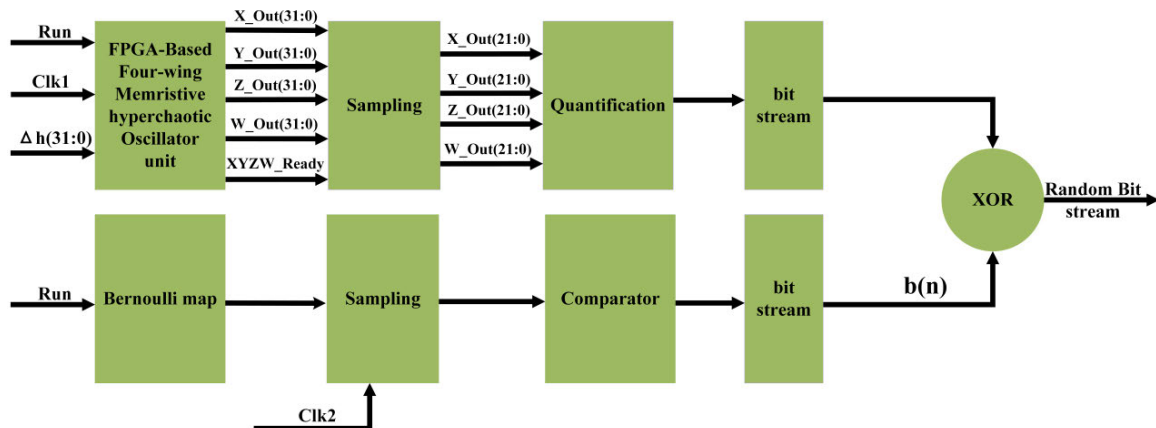 Run
Clk1
Δh(31:0)
FPGA-Based
Four-wing
Memristive
hyperchaotic
Oscillator
unit
X_Out(31:0)
Y_Out(31:0)
Z_Out(31:0)
W_Out(31:0)
XYZW_Ready
Sampling
X_Out(21:0)
Y_Out(21:0)
Z_Out(21:0)
W_Out(21:0)
Quantification
bit
stream
XOR
Random Bit
stream
Run
Bernoulli map
Sampling
Clk2
Comparator
bit
stream
b(n)